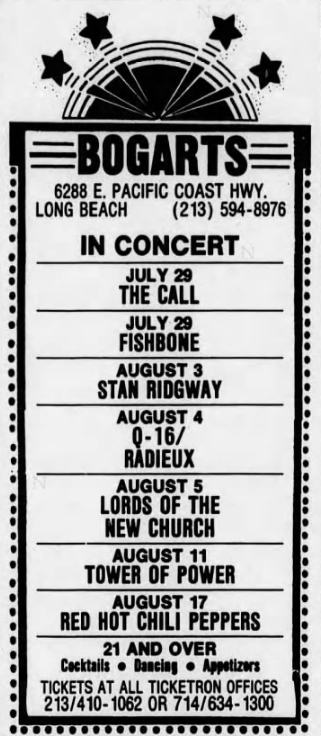 BOGARTS
6288 E. PACIFIC COAST HWY.
LONG BEACH (213) 594-8976
IN CONCERT
JULY 29
THE CALL
JULY 29
FISHBONE
AUGUST 3
STAN RIDGWAY
AUGUST 4
Q-16/
RADIEUX
AUGUST 5
LORDS OF THE
NEW CHURCH
AUGUST 11
TOWER OF POWER
AUGUST 17
RED HOT CHILI PEPPERS
21 AND OVER
Cocktails • Dancing • Appetizers
TICKETS AT ALL TICKETRON OFFICES
213/410-1062 OR 714/634-1300